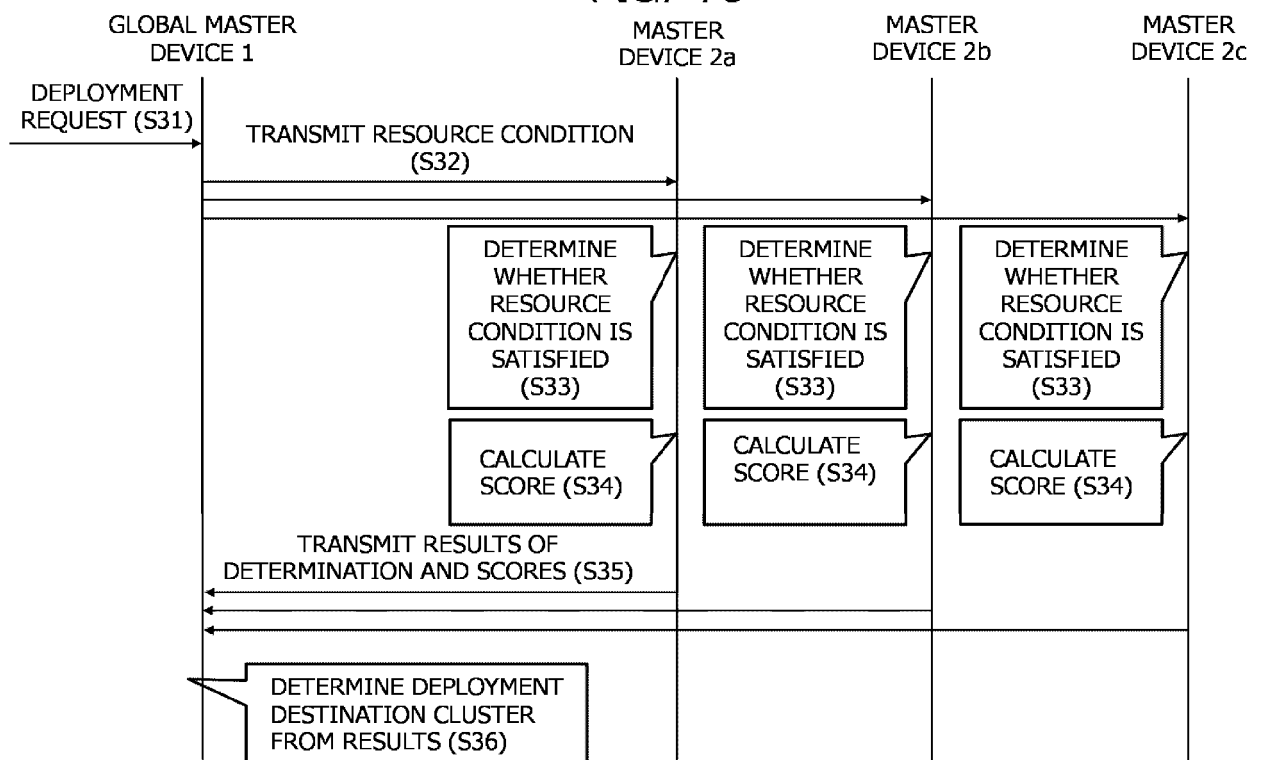 GLOBAL MASTER
DEVICE 1
MASTER
DEVICE 2a
MASTER
DEVICE 2b
MASTER
DEVICE 2c
DEPLOYMENT
REQUEST (S31)
TRANSMIT RESOURCE CONDITION
(S32)
DETERMINE
WHETHER
RESOURCE
CONDITION IS
SATISFIED
(S33)
DETERMINE
WHETHER
RESOURCE
CONDITION IS
SATISFIED
(S33)
DETERMINE
WHETHER
RESOURCE
CONDITION IS
SATISFIED
(S33)
CALCULATE
SCORE (S34)
CALCULATE
SCORE (S34)
CALCULATE
SCORE (S34)
TRANSMIT RESULTS OF
DETERMINATION AND SCORES (S35)
DETERMINE DEPLOYMENT
DESTINATION CLUSTER
FROM RESULTS (S36)